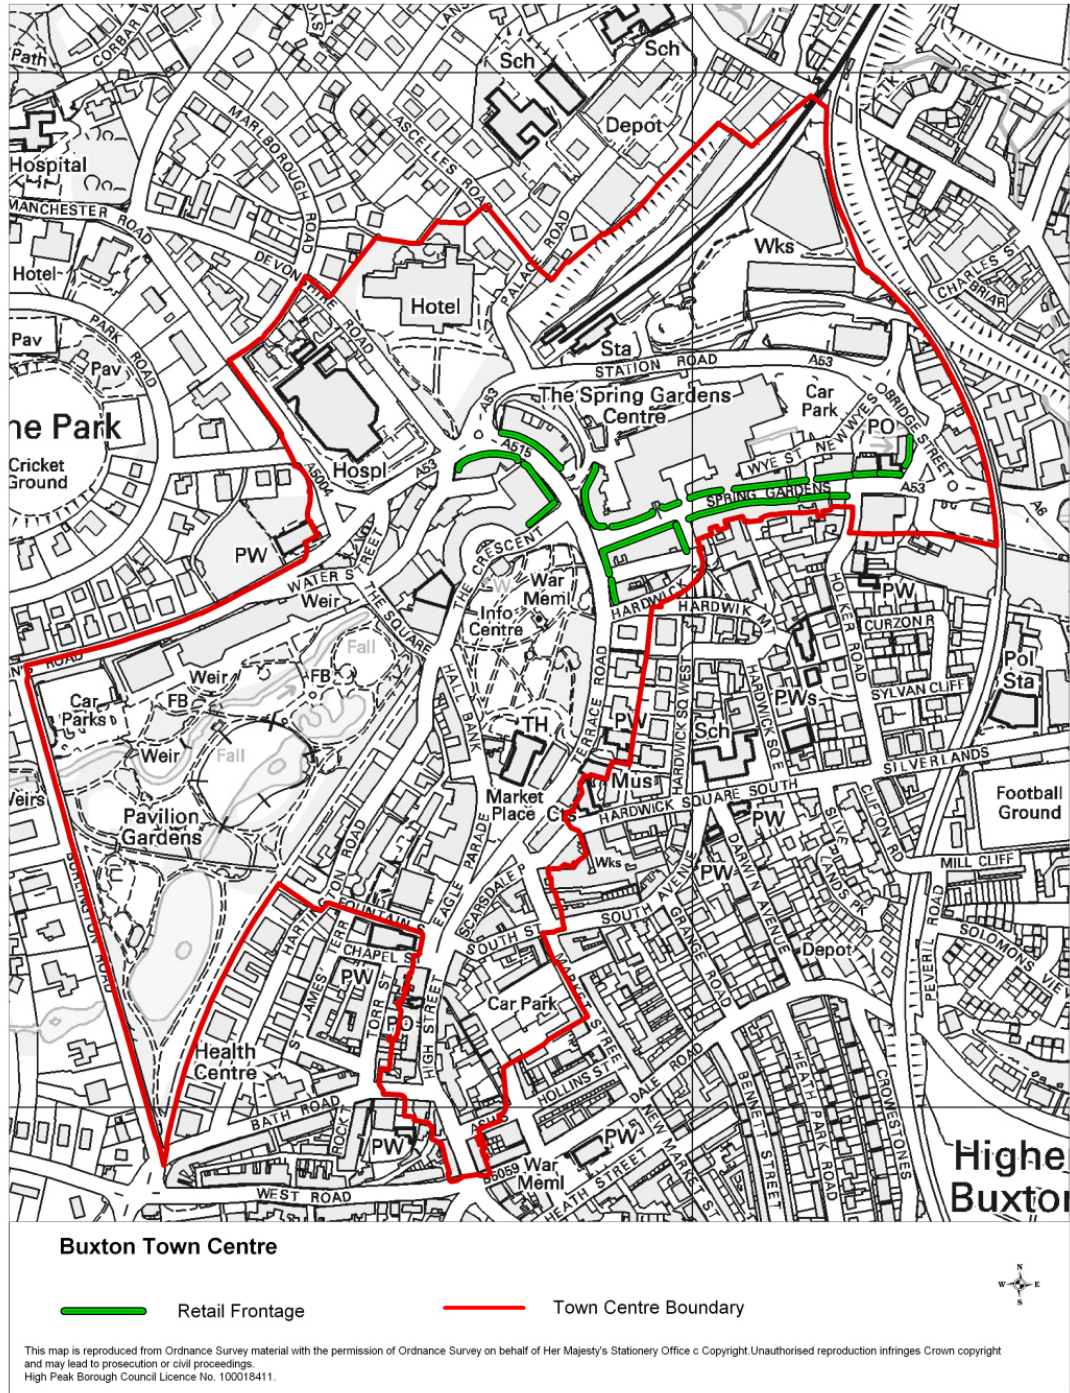 Path
CORBAR
LANS
Sch
Sch
Depot
MARLBOROUGH ROAD
ASCELLES ROAD
Hospital
MANCHESTER ROAD
Hotel
DEVONSHIRE ROAD
PALACE ROAD
Wks
CHARLES S
BRIAR
Hotel
Pav
PARK ROAD
Pav
Sta
STATION ROAD
A53
The Spring Gardens
Centre
Car
Park
A53
NEW WYE S
BRIDGE STREET
PO
ne Park
Cricket
Ground
A515
Hospl
A53
A5004
WYE ST
SPRING GARDENS
A53
A6
PW
WATER S
Weir
THE SQUARE
THE CRESCENT
War
Meml
Info
Centre
HARDWICK
HARDWIK MT
HOLKER ROAD
PW
CURZON R
Pol
Sta
SYLVAN CLIFF
ROAD
Weir
Fall
FB
FB
Car
Parks
Weir
Fall
HALL BANK
TERRACE ROAD
TH
PW
HARDWICK SQ WEST
Sch
HARDWICK SQ E
PWs
SILVERLANDS
Weirs
Pavilion
Gardens
Market
Place
Mus
HARDWICK SQUARE SOUTH
Football
Ground
Wks
PW
CLIFTON RD
MILL CLIFF
BURLINGTON ROAD
EAGLE PARADE
SCARSDALE P
PW
DARWIN AVENUE
SOUTH AVENUE
GRANGE ROAD
FOUNTAIN
CHAPEL S
SOUTH ST
Depot
PEVERIL ROAD
SOLOMONS VIE
PW
ST JAMES'
TERR
TORR ST
PO
HIGH STREET
Car Park
MARKET STREET
Health
Centre
HOLLINS ST
DALE ROAD
BATH ROAD
ROCK T
PW
PW
NEW MARKET ST
BENNETT STREET
HEATH PARK ROAD
CROWESTONES
B5059
War
Meml
HEATH STREET
WEST ROAD
Highe
Buxto
Buxton Town Centre
Retail Frontage
Town Centre Boundary
N
W E
S
This map is reproduced from Ordnance Survey material with the permission of Ordnance Survey on behalf of Her Majesty's Stationery Office c Copyright.Unauthorised reproduction infringes Crown copyright
and may lead to prosecution or civil proceedings.
High Peak Borough Council Licence No. 100018411.